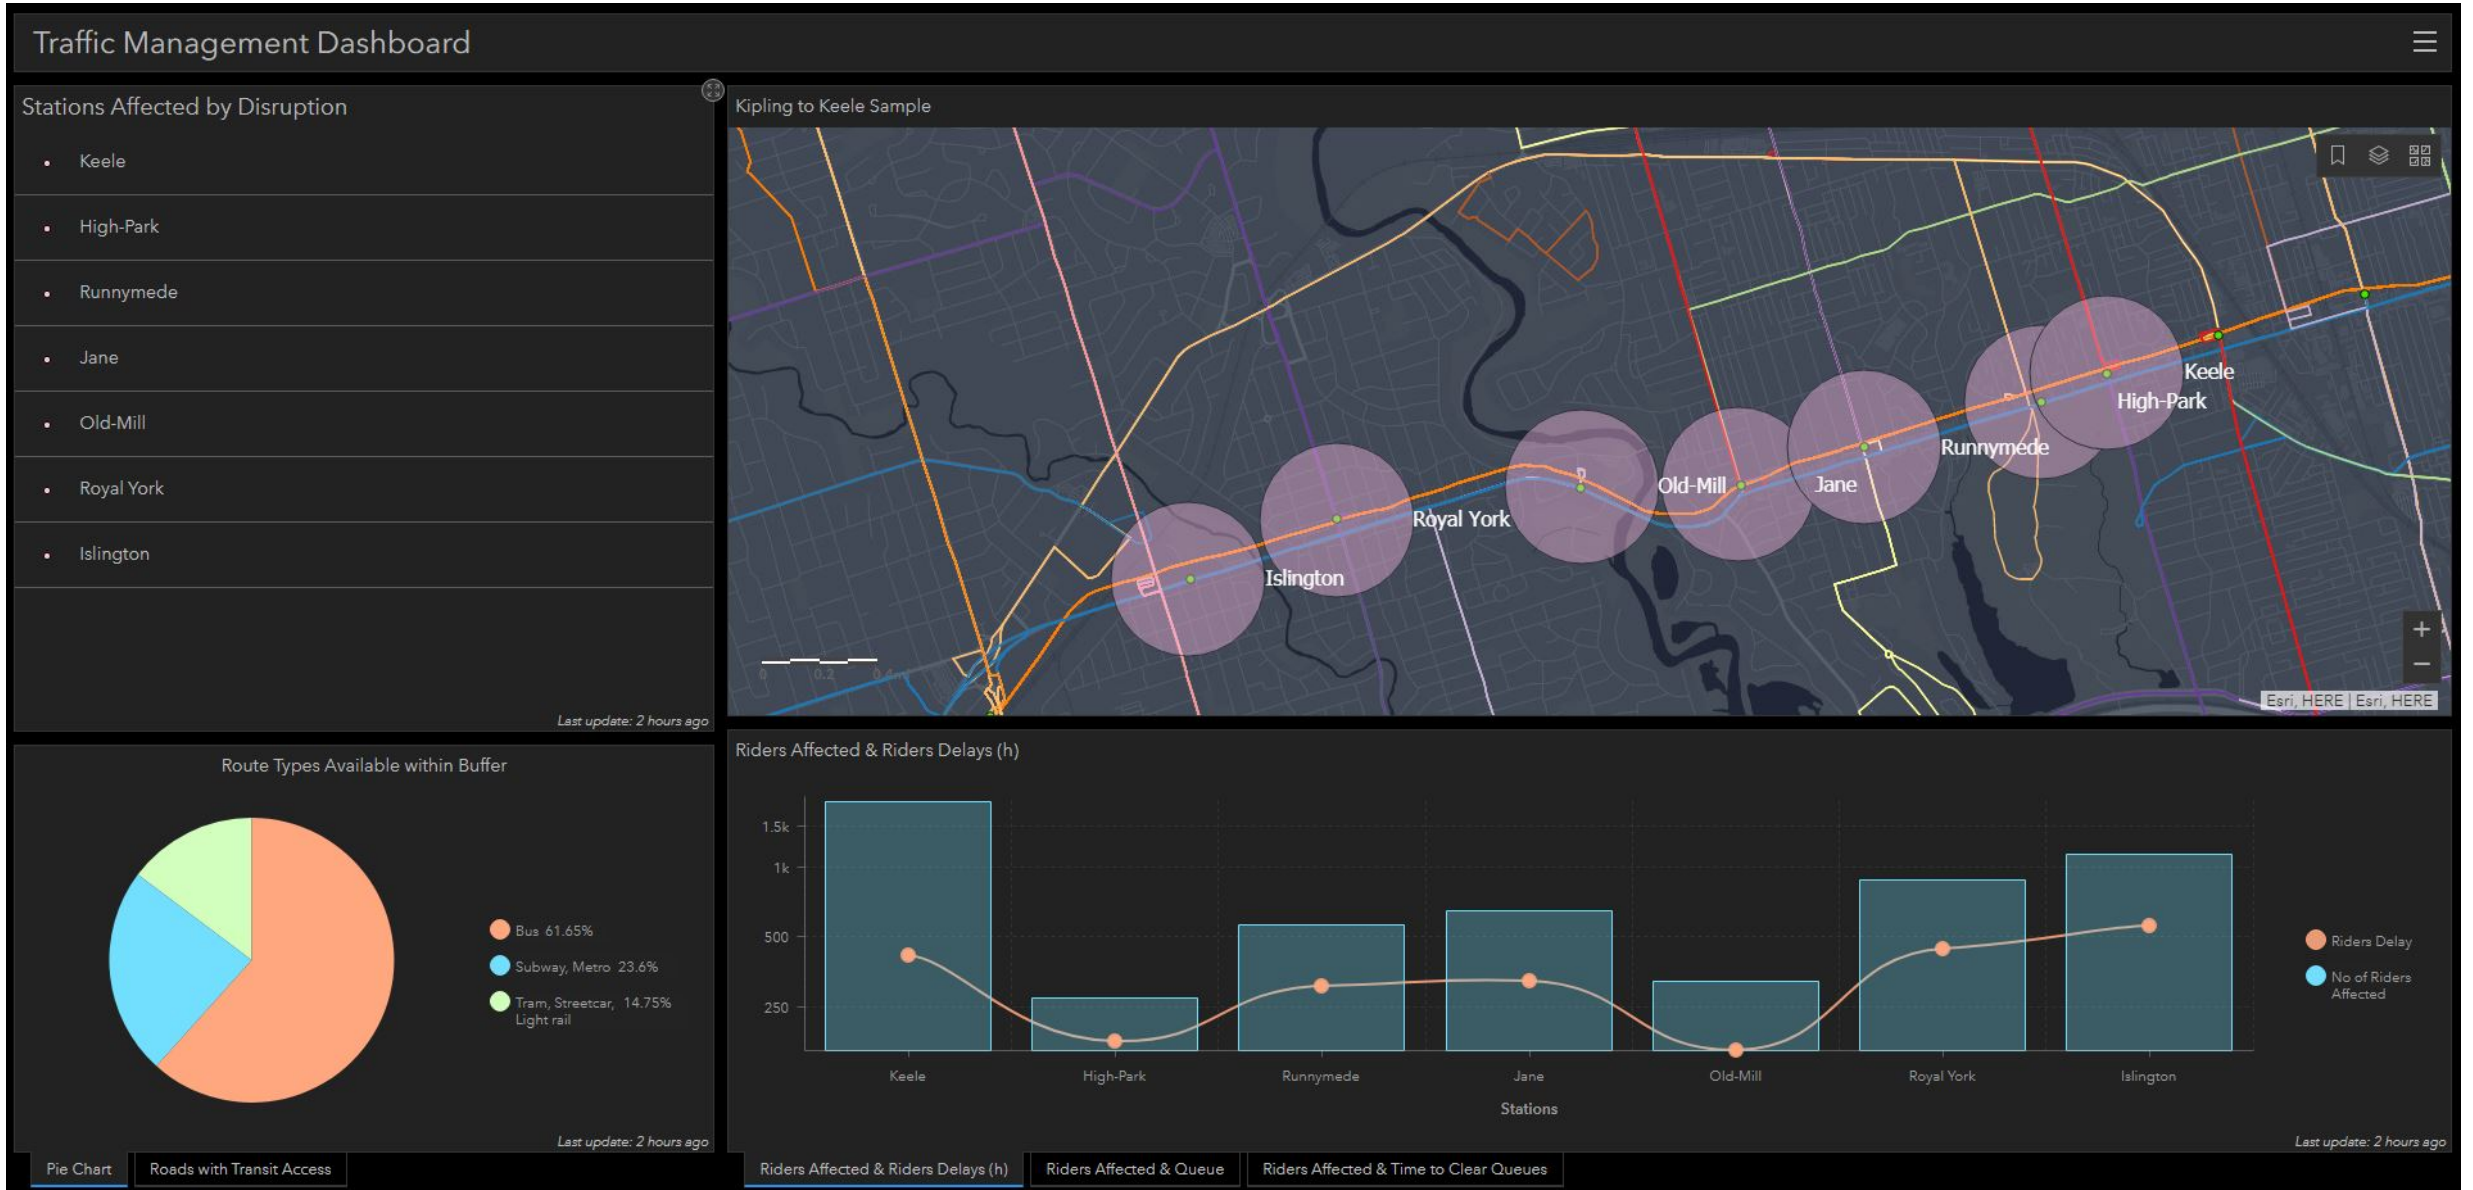 Traffic Management Dashboard
Stations Affected by Disruption
Keele
High-Park
Runnymede
Jane
Old-Mill
Royal York
Islington
Last update: 2 hours ago
Kipling to Keele Sample
Keele
High-Park
Runnymede
Jane
Old-Mill
Royal York
Islington
0 0.2
Esri, HERE | Esri, HERE
Route Types Available within Buffer
Bus 61.65%
Subway, Metro 23.6%
Tram, Streetcar, 14.75%
Light rail
Last update: 2 hours ago
Pie Chart
Roads with Transit Access
Riders Affected & Riders Delays (h)
1.5k
1k
500
250
Keele
High-Park
Runnymede
Jane
Old-Mill
Royal York
Islington
Stations
Riders Delay
No of Riders
Affected
Last update: 2 hours ago
Riders Affected & Riders Delays (h)
Riders Affected & Queue
Riders Affected & Time to Clear Queues